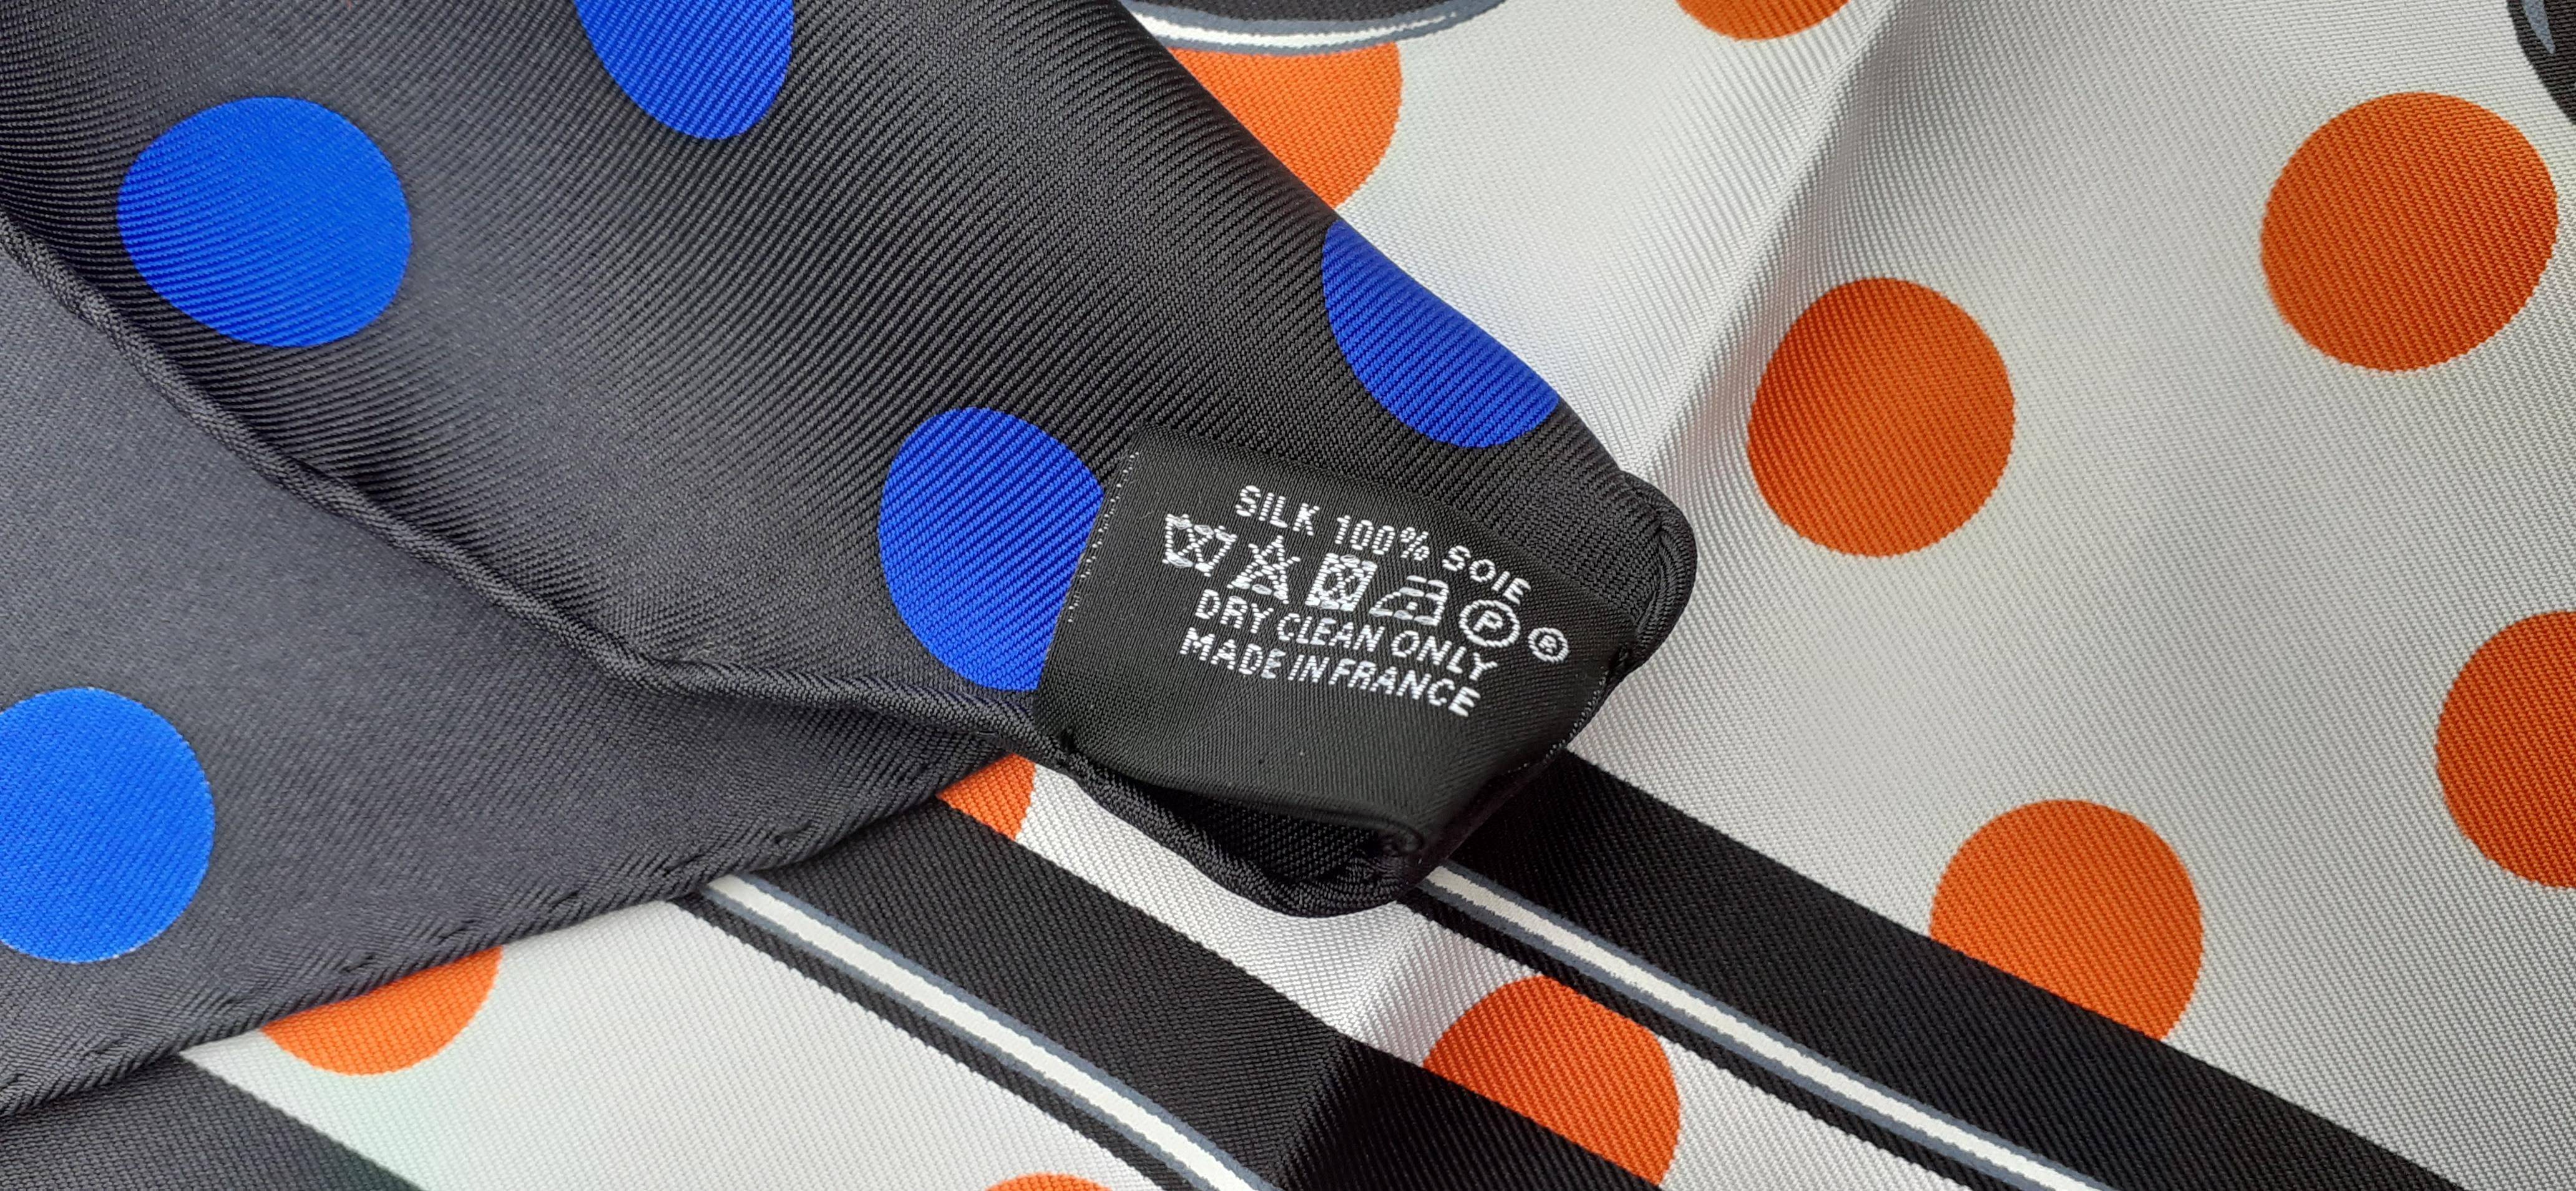 SILK 100% SOIE
P ®
DRY CLEAN ONLY
MADE IN FRANCE